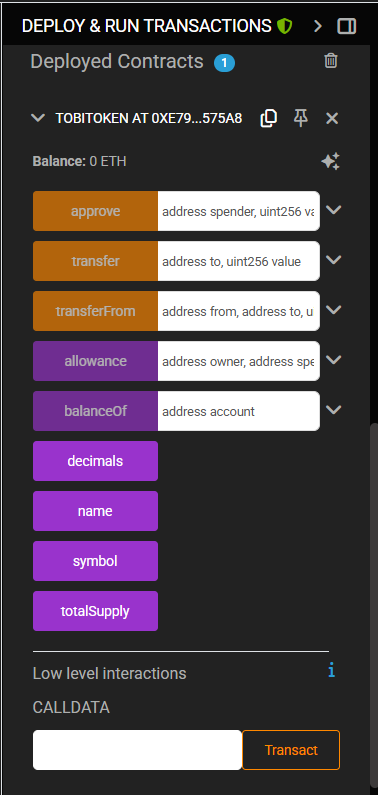 DEPLOY & RUN TRANSACTIONS
Deployed Contracts 1
TOBITOKEN AT 0XE79...575A8
Balance: 0 ETH
approve address spender, uint256 va
transfer address to, uint256 value
transferFrom address from, address to, u
allowance address owner, address spe
balanceOf address account
decimals
name
symbol
totalSupply
Low level interactions i
CALLDATA
Transact